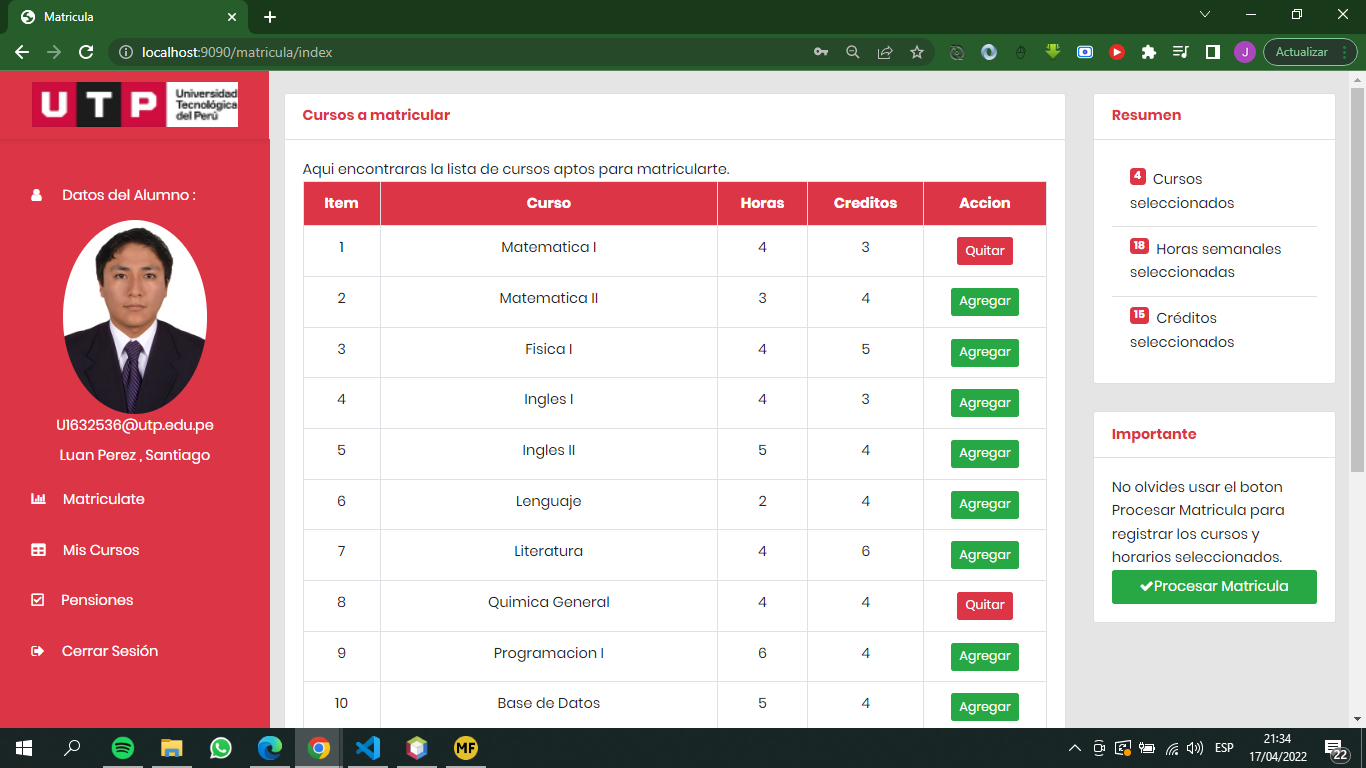 Matricula
localhost:9090/matricula/index
J
Actualizar
UTP Universidad
Tecnológica
del Perú
Datos del Alumno :
U1632536@utp.edu.pe
Luan Perez , Santiago
Matriculate
Mis Cursos
Pensiones
Cerrar Sesión
Cursos a matricular
Aqui encontraras la lista de cursos aptos para matricularte.
Item Curso Horas Creditos Accion
1 Matematica I 4 3 Quitar
2 Matematica II 3 4 Agregar
3 Fisica I 4 5 Agregar
4 Ingles I 4 3 Agregar
5 Ingles II 5 4 Agregar
6 Lenguaje 2 4 Agregar
7 Literatura 4 6 Agregar
8 Quimica General 4 4 Quitar
9 Programacion I 6 4 Agregar
10 Base de Datos 5 4 Agregar
Resumen
4 Cursos
seleccionados
18 Horas semanales
seleccionadas
15 Créditos
seleccionados
Importante
No olvides usar el boton
Procesar Matricula para
registrar los cursos y
horarios seleccionados.
Procesar Matricula
MF
ESP
21:34
17/04/2022
22